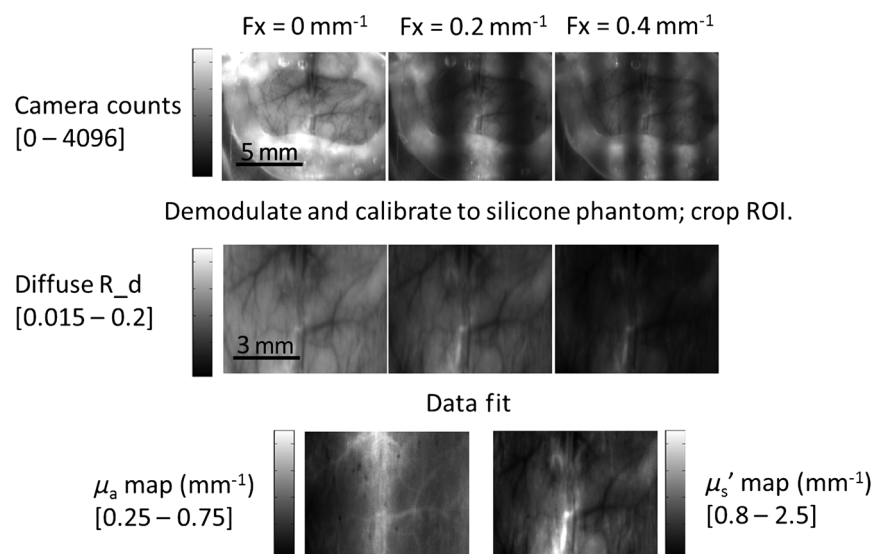 Fx = 0 mm⁻¹ Fx = 0.2 mm⁻¹ Fx = 0.4 mm⁻¹
Camera counts
[0 – 4096]
5 mm
Demodulate and calibrate to silicone phantom; crop ROI.
Diffuse R_d
[0.015 – 0.2]
3 mm
Data fit
μₐ map (mm⁻¹)
[0.25 – 0.75]
μₛ’ map (mm⁻¹)
[0.8 – 2.5]